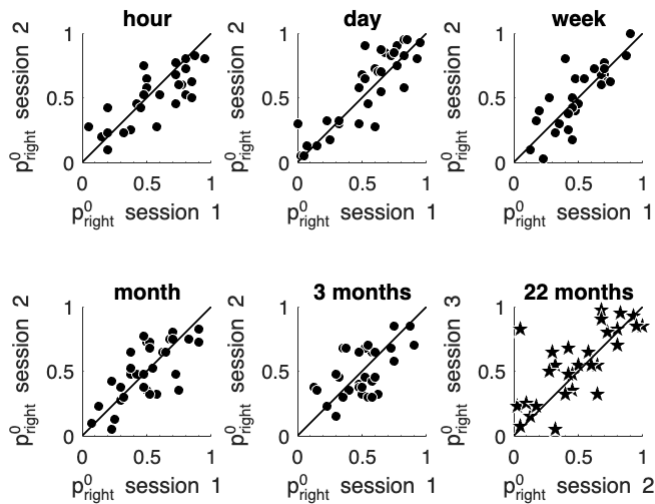 hour
day
week
1
0.5
0
p⁰right session 2
0 0.5 1
p⁰right session 1
1
0.5
0
p⁰right session 2
0 0.5 1
p⁰right session 1
1
0.5
0
p⁰right session 2
0 0.5 1
p⁰right session 1
month
3 months
22 months
1
0.5
0
p⁰right session 2
0 0.5 1
p⁰right session 1
1
0.5
0
p⁰right session 2
0 0.5 1
p⁰right session 1
1
0.5
0
p⁰right session 3
0 0.5 1
p⁰right session 2